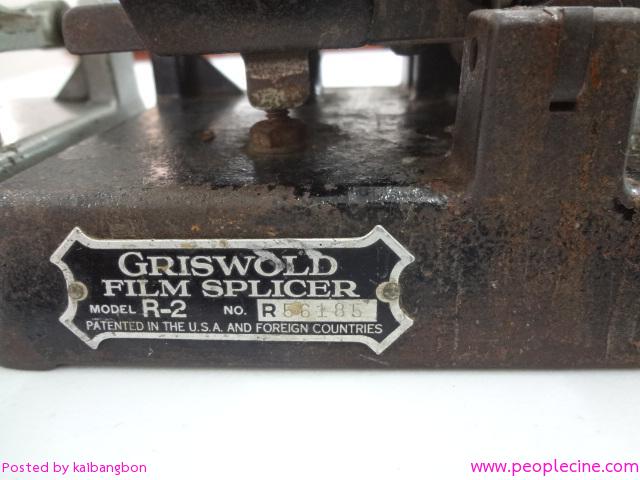 GRISWOLD
FILM SPLICER
MODEL R-2 NO. R56185
PATENTED IN THE U.S.A. AND FOREIGN COUNTRIES
Posted by kaibangbon www.peoplecine.com